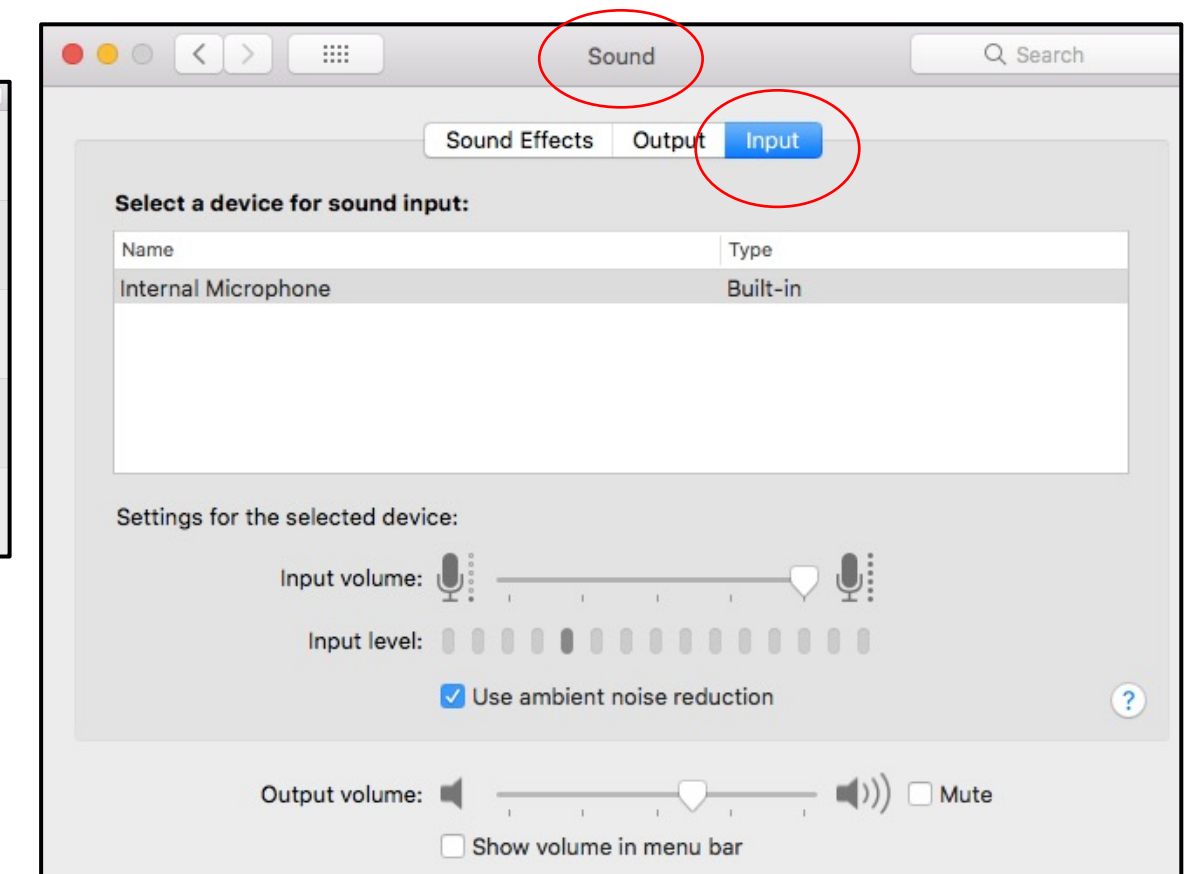 Sound
Search
Sound Effects Output Input
Select a device for sound input:
Name Type
Internal Microphone Built-in
Settings for the selected device:
Input volume:
Input level:
Use ambient noise reduction
?
Output volume: Mute
Show volume in menu bar